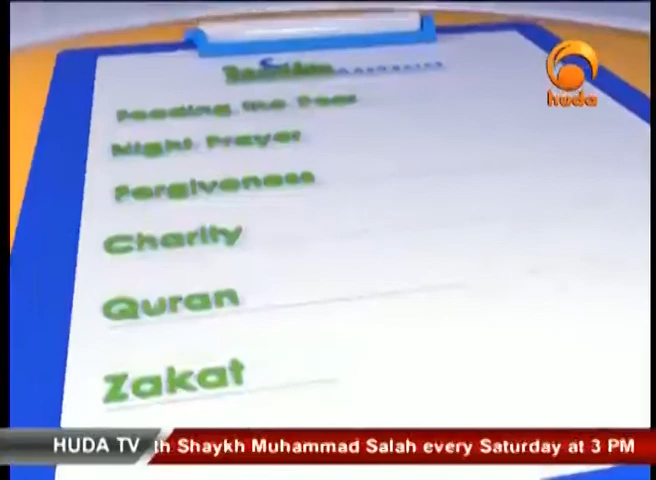 huda
Feeding the Poor
Night Prayer
Forgiveness
Charity
Quran
Zakat
HUDA TV
th Shaykh Muhammad Salah every Saturday at 3 PM